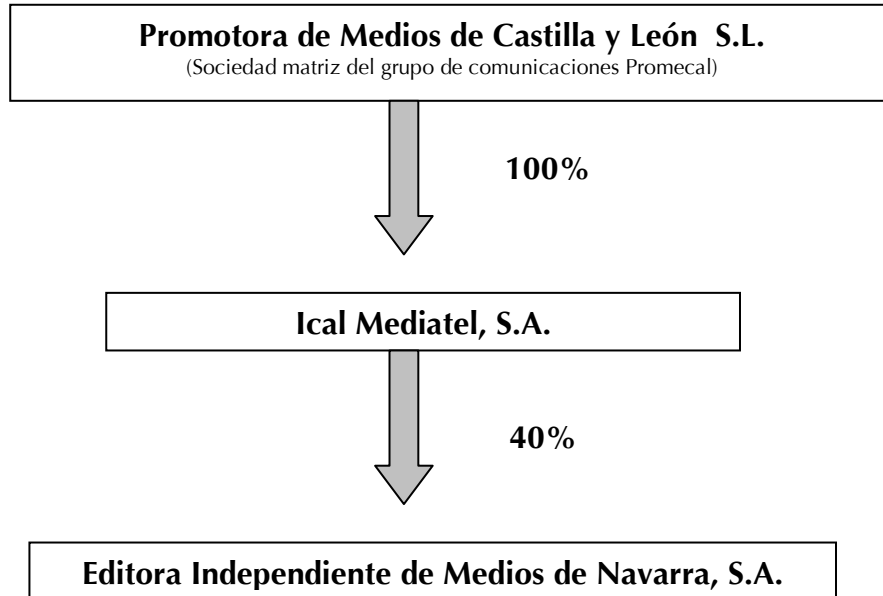 Promotora de Medios de Castilla y León S.L.
(Sociedad matriz del grupo de comunicaciones Promecal)
100%
Ical Mediatel, S.A.
40%
Editora Independiente de Medios de Navarra, S.A.